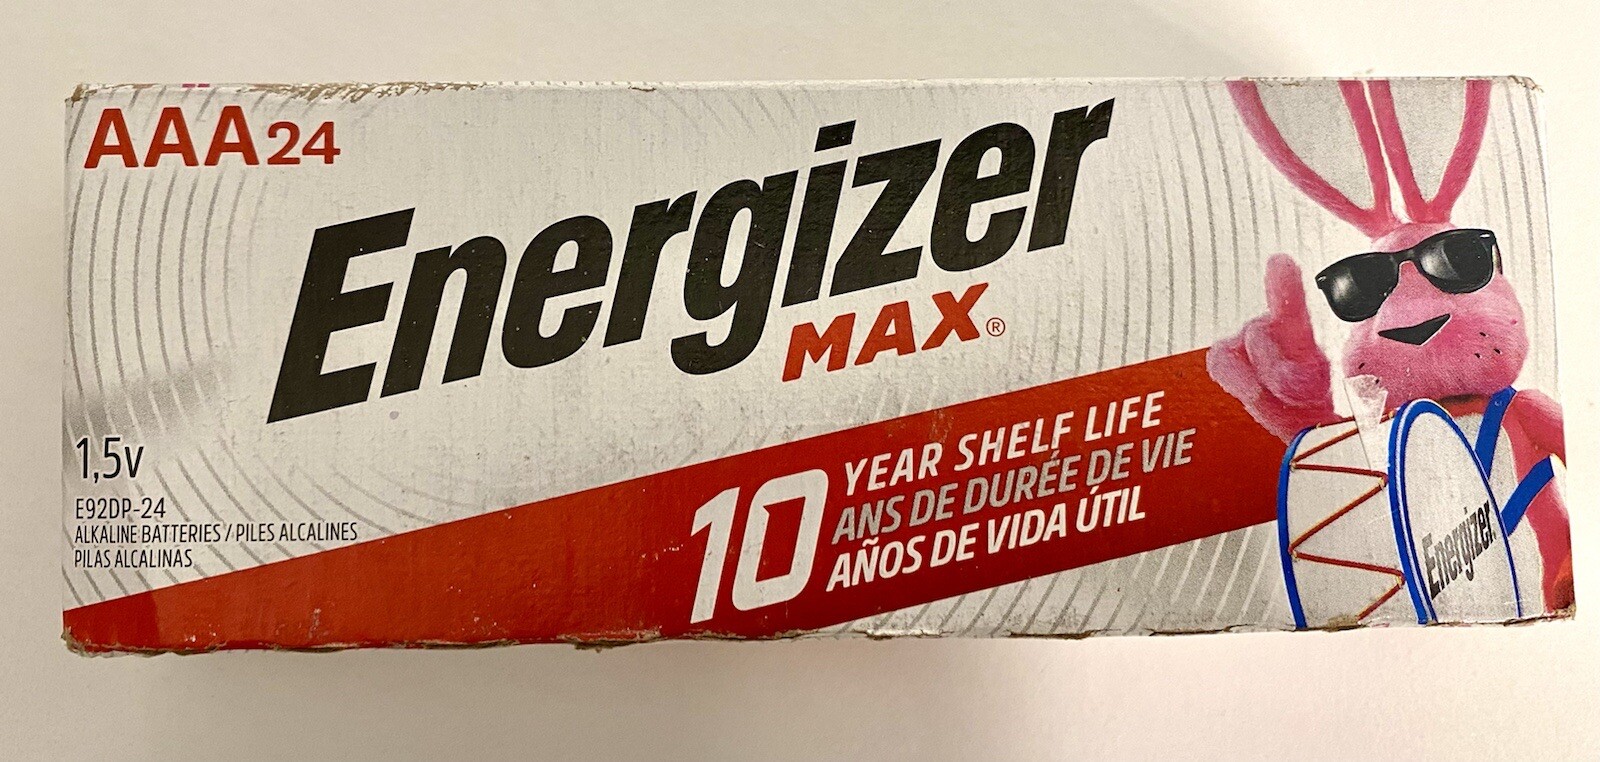 AAA24
Energizer
MAX®
1,5v
E92DP-24
ALKALINE BATTERIES / PILES ALCALINES
PILAS ALCALINAS
10 YEAR SHELF LIFE
ANS DE DURÉE DE VIE
AÑOS DE VIDA ÚTIL
Energizer